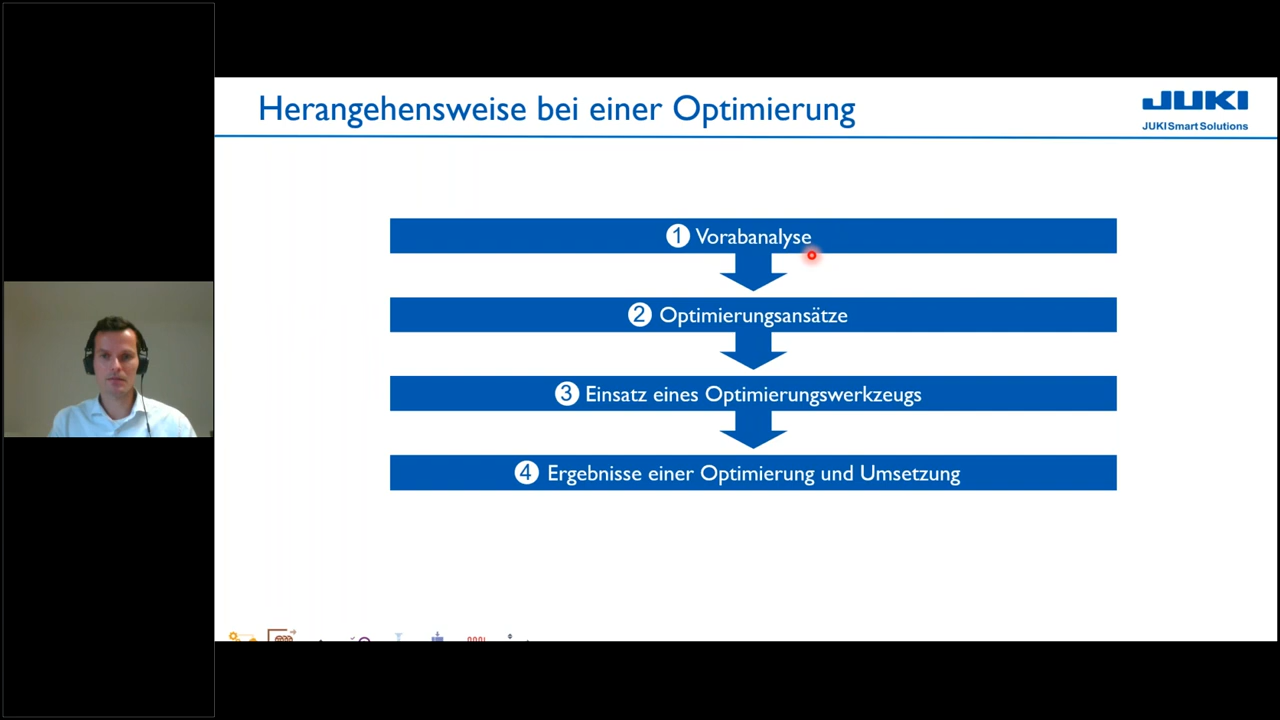 Herangehensweise bei einer Optimierung
JUKI
JUKI Smart Solutions
1 Vorabanalyse
2 Optimierungsansätze
3 Einsatz eines Optimierungswerkzeugs
4 Ergebnisse einer Optimierung und Umsetzung